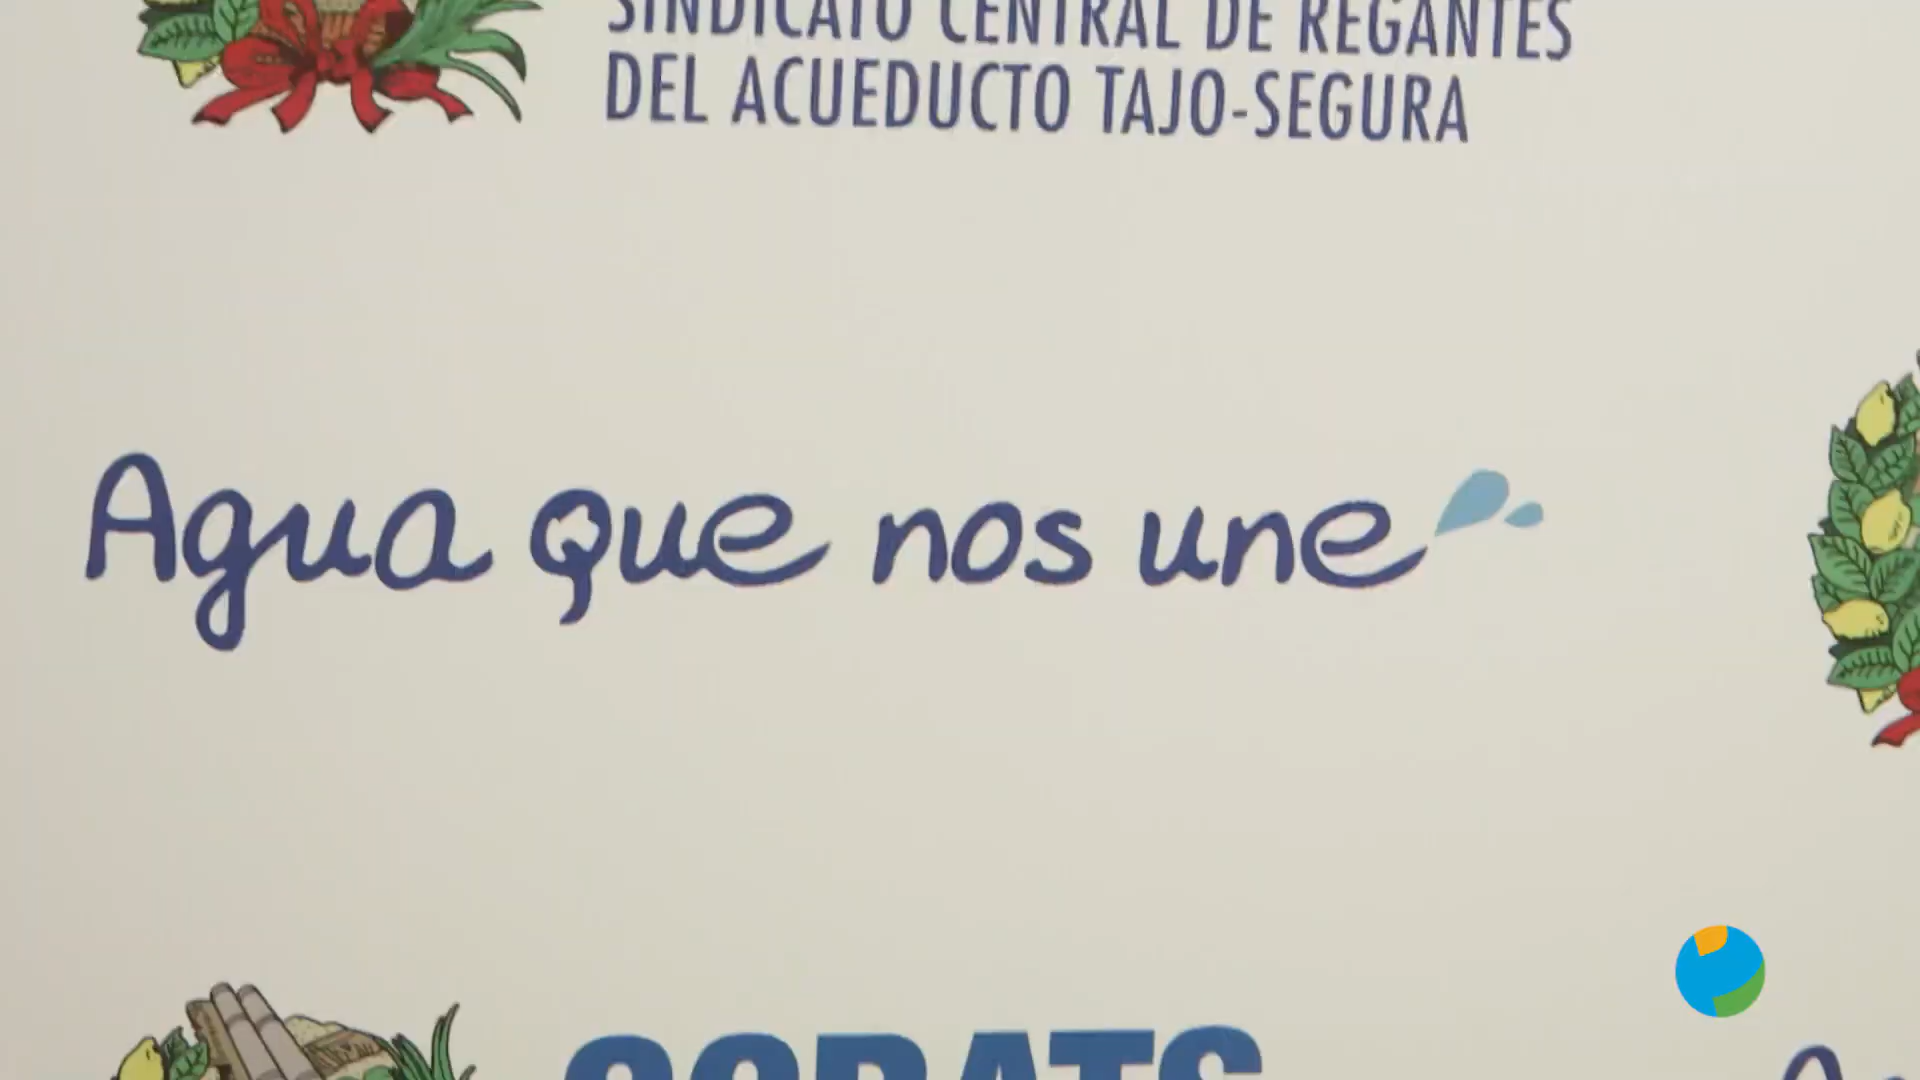 SINDICATO CENTRAL DE REGANTES
DEL ACUEDUCTO TAJO-SEGURA
Agua que nos une